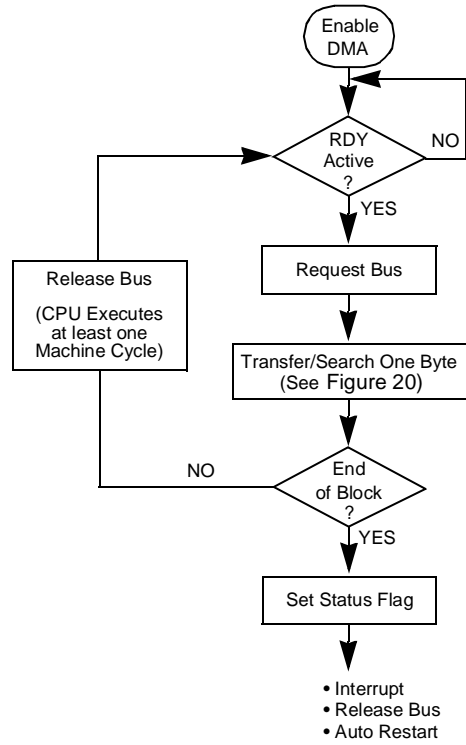 Enable
DMA
RDY
Active
?
NO
YES
Request Bus
Release Bus
(CPU Executes
at least one
Machine Cycle)
Transfer/Search One Byte
(See Figure 20)
NO
End
of Block
?
YES
Set Status Flag
• Interrupt
• Release Bus
• Auto Restart